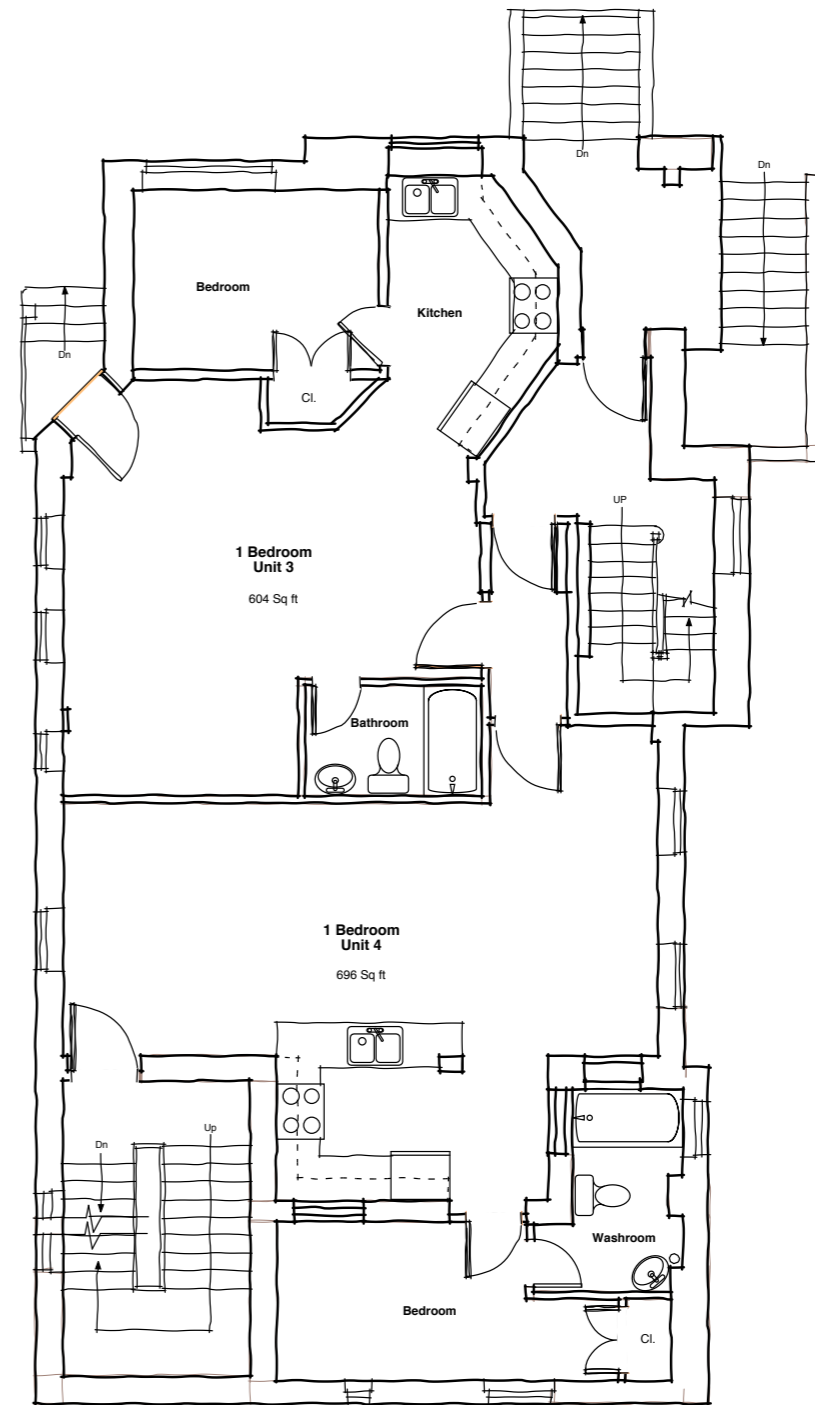 Dn
Dn
Bedroom
Kitchen
Dn
Cl.
UP
1 Bedroom
Unit 3
604 Sq ft
Bathroom
1 Bedroom
Unit 4
696 Sq ft
Up
Dn
Washroom
Bedroom
Cl.